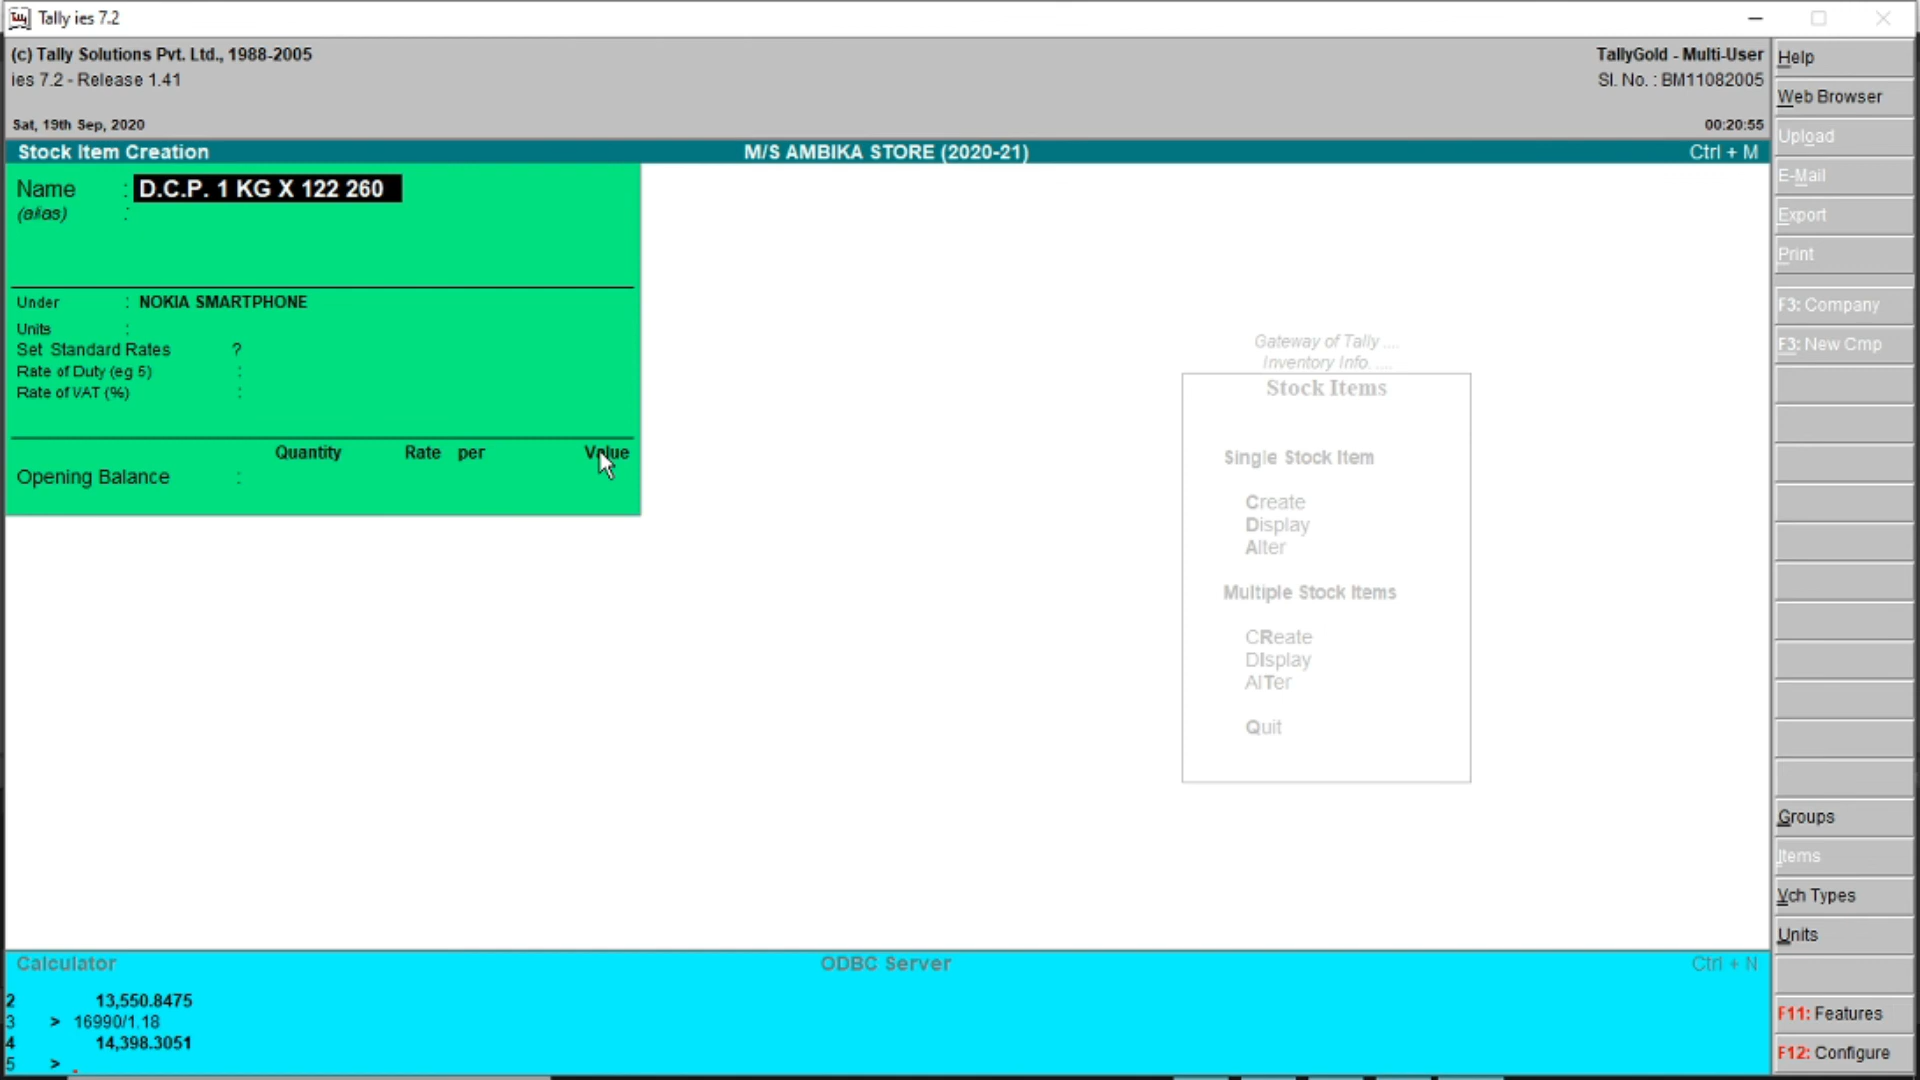 Tally ies 7.2
(c) Tally Solutions Pvt. Ltd., 1988-2005
TallyGold - Multi-User
ies 7.2 - Release 1.41
Sl. No. : BM11082005
Sat, 19th Sep, 2020
00:20:55
Stock Item Creation
M/S AMBIKA STORE (2020-21)
Ctrl + M
Name : D.C.P. 1 KG X 122 260
(alias) :
Under : NOKIA SMARTPHONE
Units :
Set Standard Rates ?
Rate of Duty (eg 5) :
Rate of VAT (%) :
Quantity Rate per Value
Opening Balance :
Gateway of Tally ....
Inventory Info. ....
Stock Items
Single Stock Item
Create
Display
Alter
Multiple Stock Items
CReate
DIsplay
AlTer
Quit
Help
Web Browser
Upload
E-Mail
Export
Print
F3: Company
F3: New Cmp
Groups
Items
Vch Types
Units
F11: Features
F12: Configure
Calculator
ODBC Server
Ctrl + N
2 13,550.8475
3 > 16990/1.18
4 14,398.3051
5 >